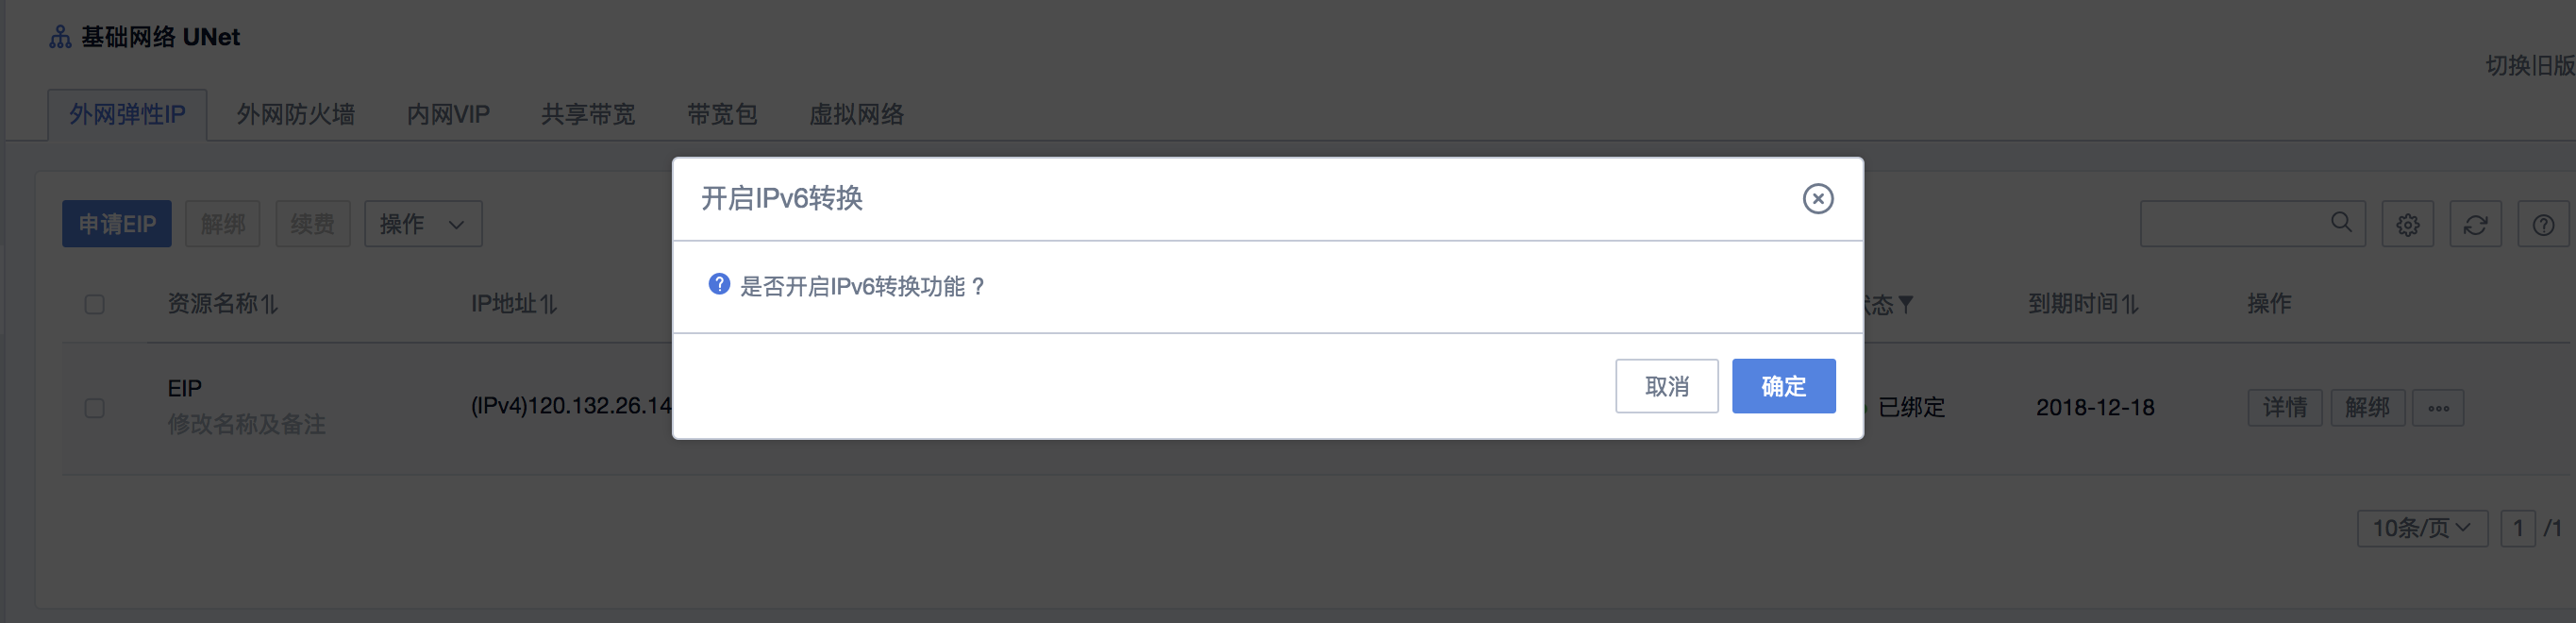 基础网络 UNet
切换旧版
外网弹性IP 外网防火墙 内网VIP 共享带宽 带宽包 虚拟网络
开启IPv6转换
申请EIP 解绑 续费 操作
是否开启IPv6转换功能？
资源名称 IP地址 态 到期时间 操作
EIP
修改名称及备注
(IPv4)120.132.26.14
取消 确定
已绑定 2018-12-18 详情 解绑
10条/页 1 /1